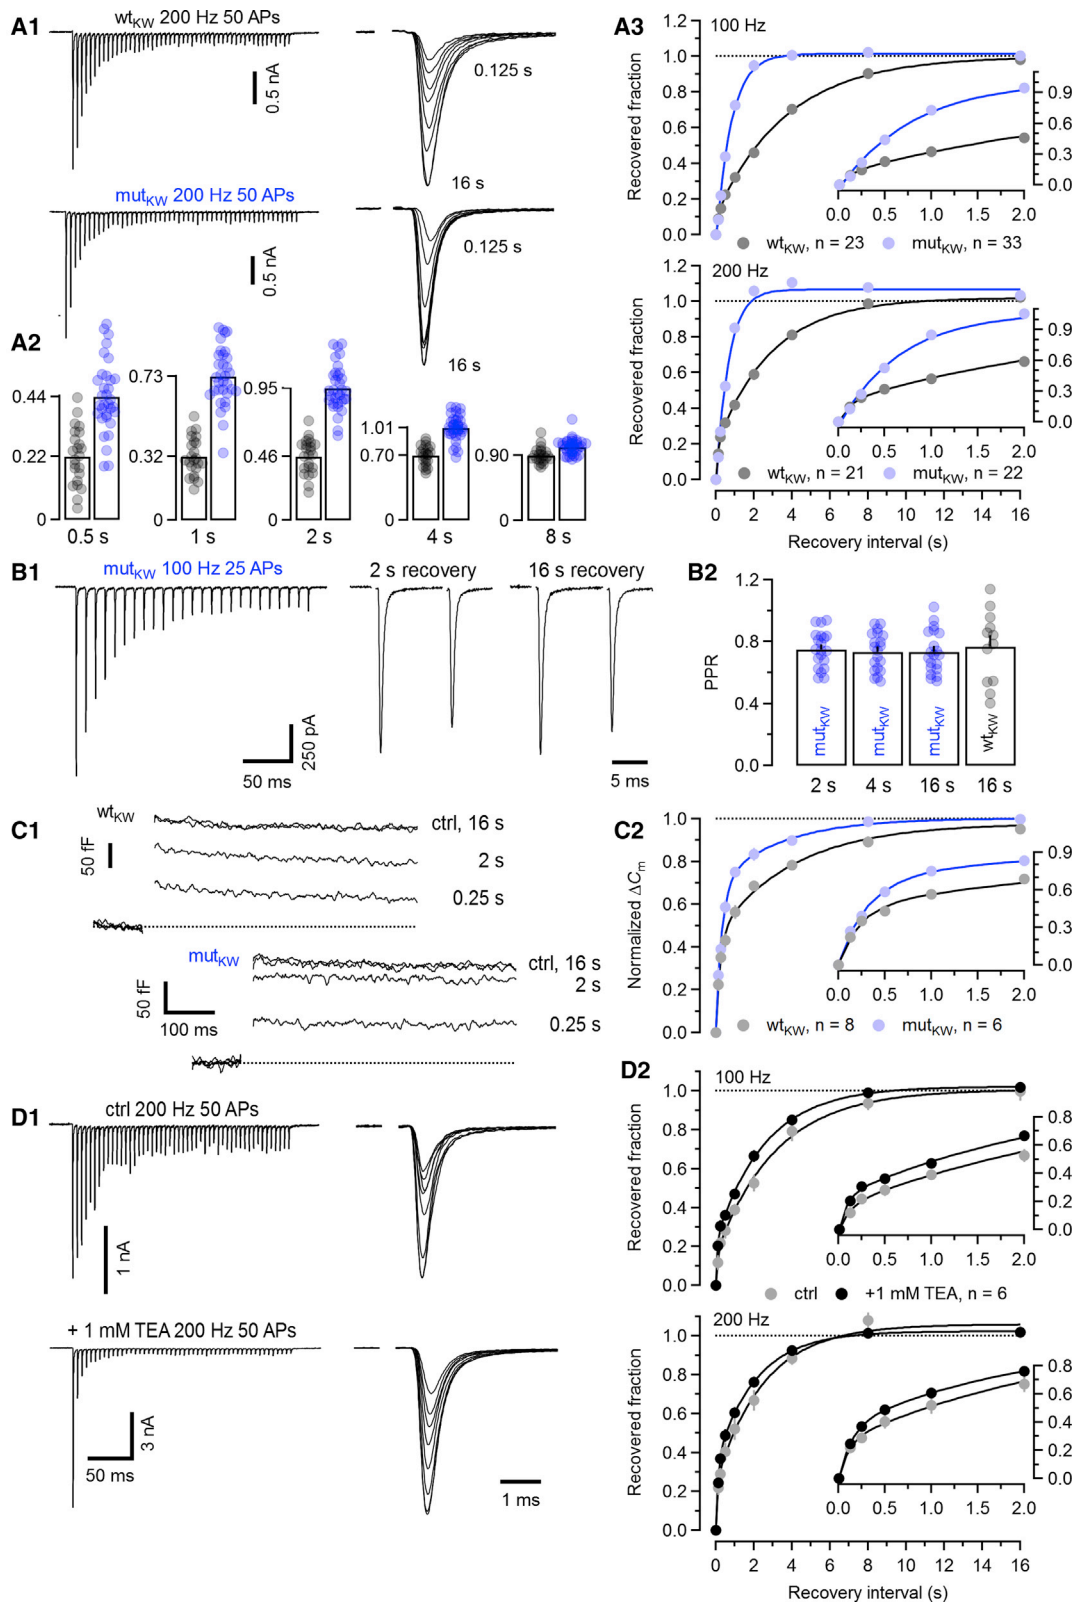 A1
wtKW 200 Hz 50 APs
0.5 nA
0.125 s
16 s
mutKW 200 Hz 50 APs
0.5 nA
0.125 s
16 s
A2
0.44
0.22
0
0.5 s
0.73
0.32
0
1 s
0.95
0.46
0
2 s
1.01
0.70
0
4 s
0.90
0
8 s
A3
100 Hz
Recovered fraction
1.2
1.0
0.8
0.6
0.4
0.2
0.0
0.9
0.6
0.3
0.0
0.0 0.5 1.0 1.5 2.0
wtKW, n = 23 mutKW, n = 33
200 Hz
Recovered fraction
1.2
1.0
0.8
0.6
0.4
0.2
0.0
0.9
0.6
0.3
0.0
0.0 0.5 1.0 1.5 2.0
wtKW, n = 21 mutKW, n = 22
0 2 4 6 8 10 12 14 16
Recovery interval (s)
B1
mutKW 100 Hz 25 APs
2 s recovery
16 s recovery
250 pA
50 ms
5 ms
B2
PPR
1.2
0.8
0.4
0.0
mutKW
mutKW
mutKW
wtKW
2 s 4 s 16 s 16 s
C1
wtKW
50 fF
ctrl, 16 s
2 s
0.25 s
mutKW
50 fF
100 ms
ctrl, 16 s
2 s
0.25 s
C2
Normalized ΔCm
1.0
0.8
0.6
0.4
0.2
0.0
0.9
0.6
0.3
0.0
0.0 0.5 1.0 1.5 2.0
wtKW, n = 8 mutKW, n = 6
D1
ctrl 200 Hz 50 APs
1 nA
+ 1 mM TEA 200 Hz 50 APs
3 nA
50 ms
1 ms
D2
100 Hz
Recovered fraction
1.0
0.8
0.6
0.4
0.2
0.0
0.8
0.6
0.4
0.2
0.0
0.0 0.5 1.0 1.5 2.0
ctrl +1 mM TEA, n = 6
200 Hz
Recovered fraction
1.0
0.8
0.6
0.4
0.2
0.0
0.8
0.6
0.4
0.2
0.0
0.0 0.5 1.0 1.5 2.0
0 2 4 6 8 10 12 14 16
Recovery interval (s)